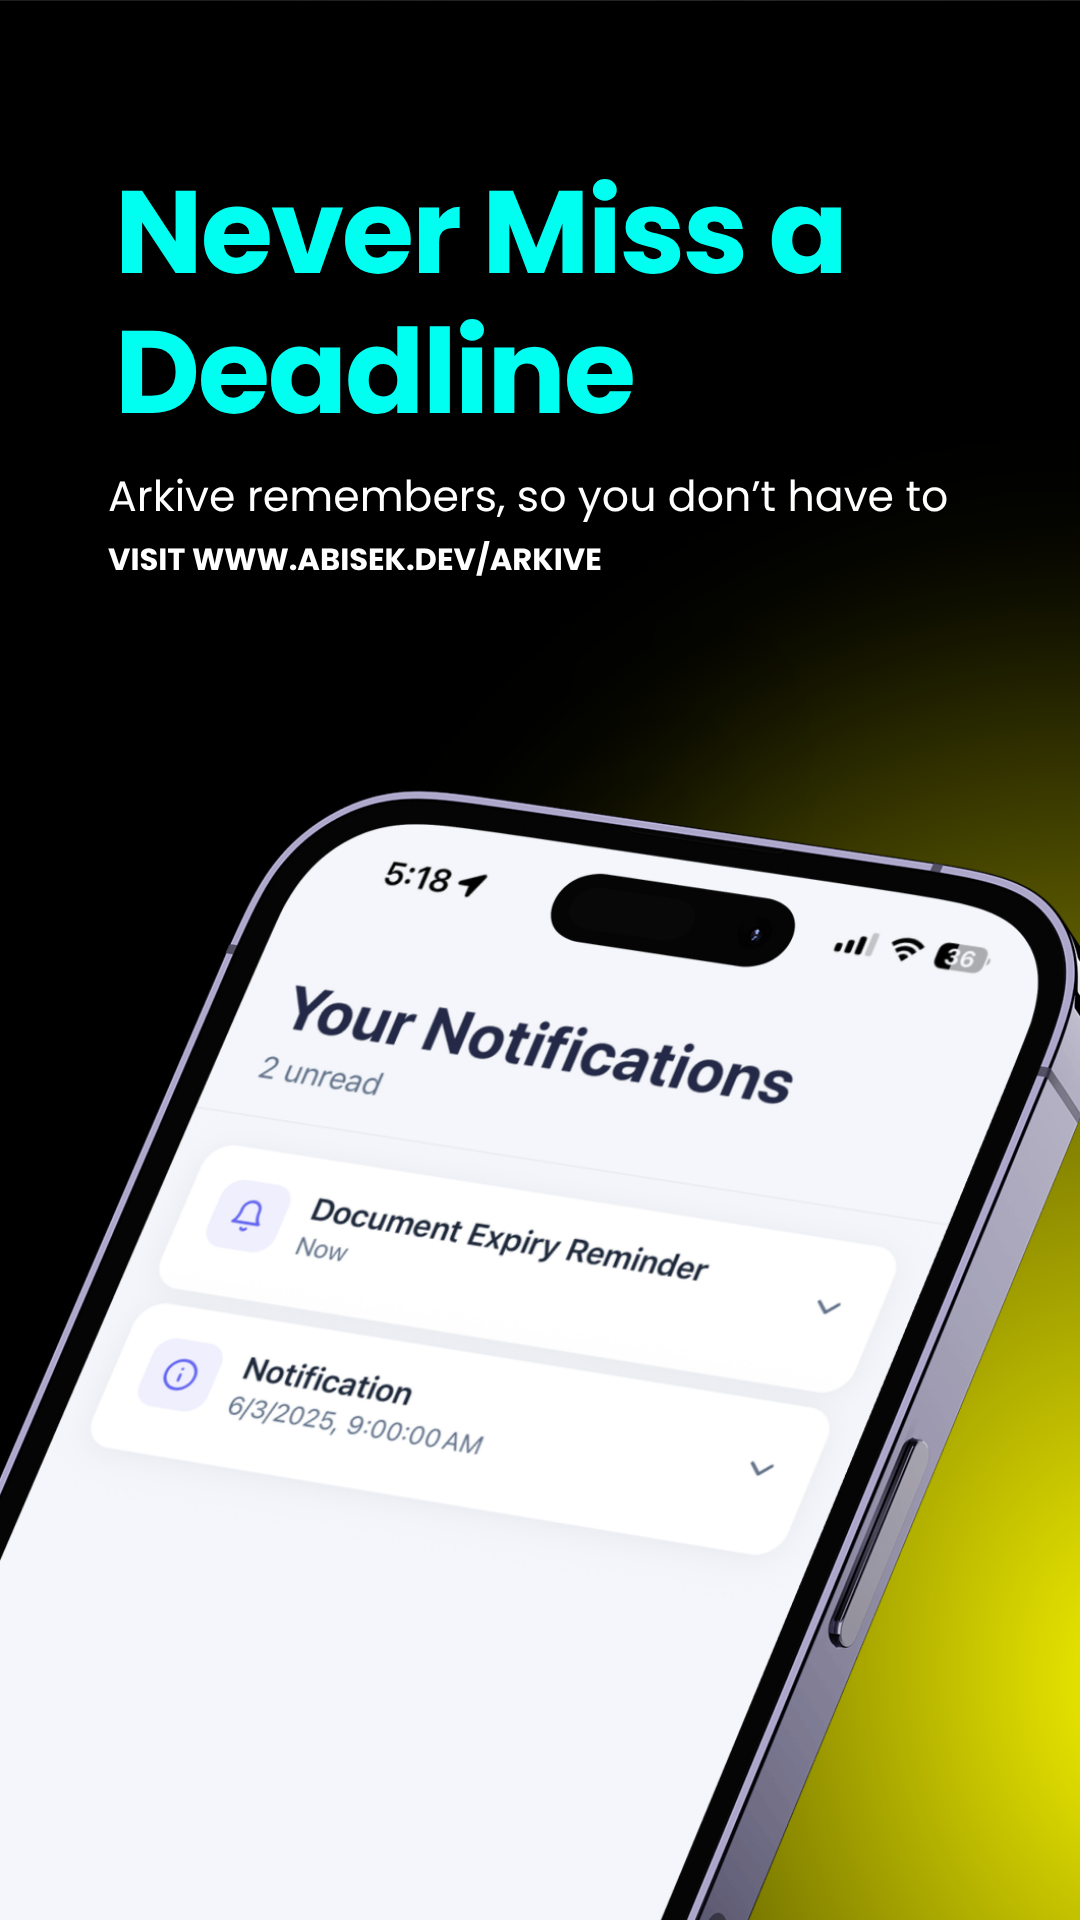 Never Miss a
Deadline
Arkive remembers, so you don’t have to
VISIT WWW.ABISEK.DEV/ARKIVE
5:18
36
Your Notifications
2 unread
Document Expiry Reminder
Now
Notification
6/3/2025, 9:00:00 AM